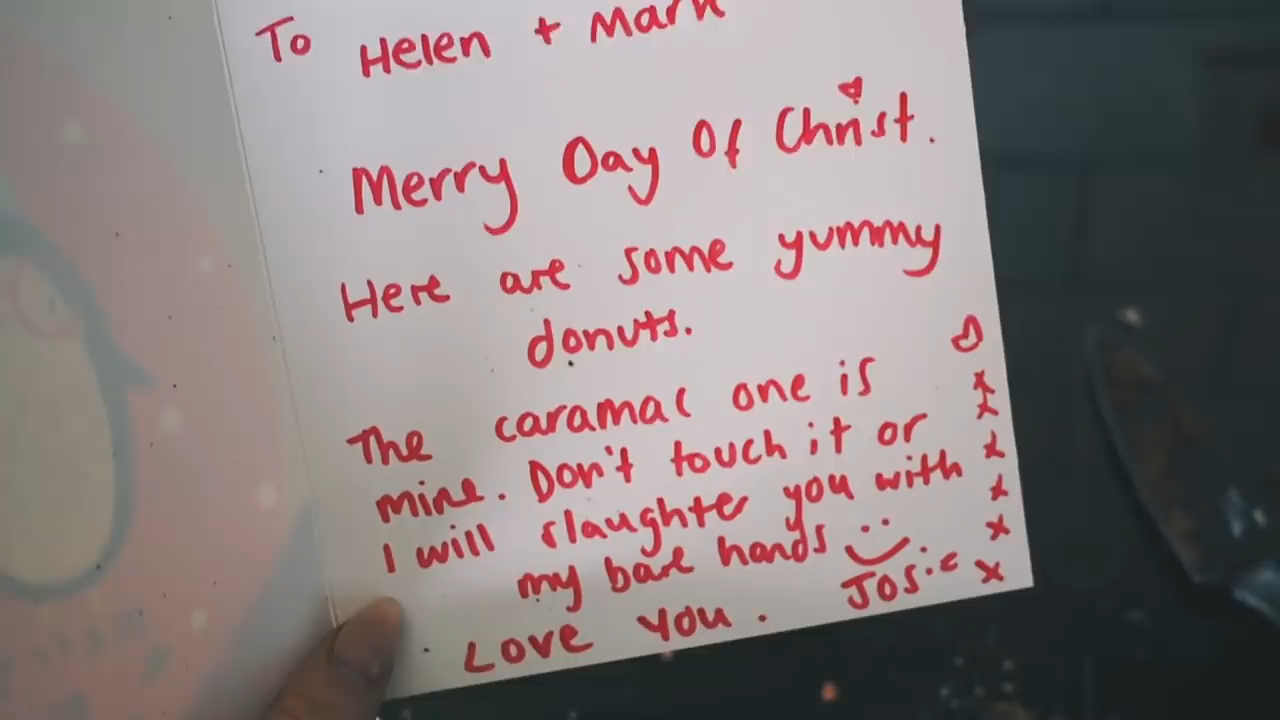 To Helen + Mark
Merry Day Of Christ.
Here are some yummy
donuts.
The caramac one is
mine. Don't touch it or
I will slaughter you with
my bare hands
Love you. Josie
x
x
x
x
x
x